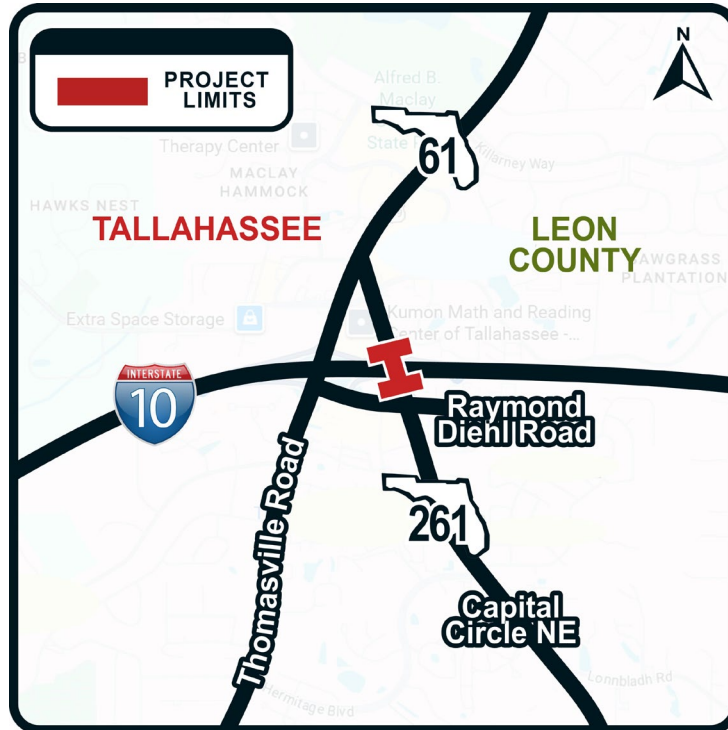 PROJECT
LIMITS
N
Alfred B.
Maclay
State
61
Killarney Way
Therapy Center
MACLAY
HAMMOCK
HAWKS NEST
TALLAHASSEE
LEON
COUNTY
PLANTATION
Extra Space Storage
Kumon Math and Reading
Center of Tallahassee -...
INTERSTATE
10
Raymond
Diehl Road
261
Thomasville Road
Capital
Circle NE
Lonnbladh Rd
Hermitage Blvd